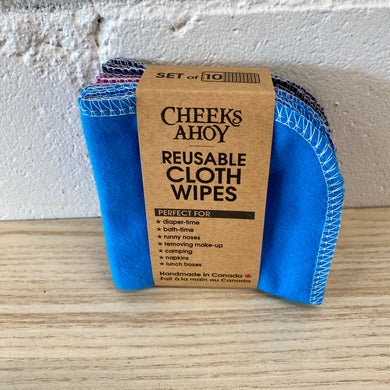 SET of 10
CHEEKS
AHOY
REUSABLE
CLOTH
WIPES
PERFECT FOR
★ diaper-time
★ bath-time
★ runny noses
★ removing make-up
★ camping
★ napkins
★ lunch boxes
Handmade in Canada
Fait à la main au Canada